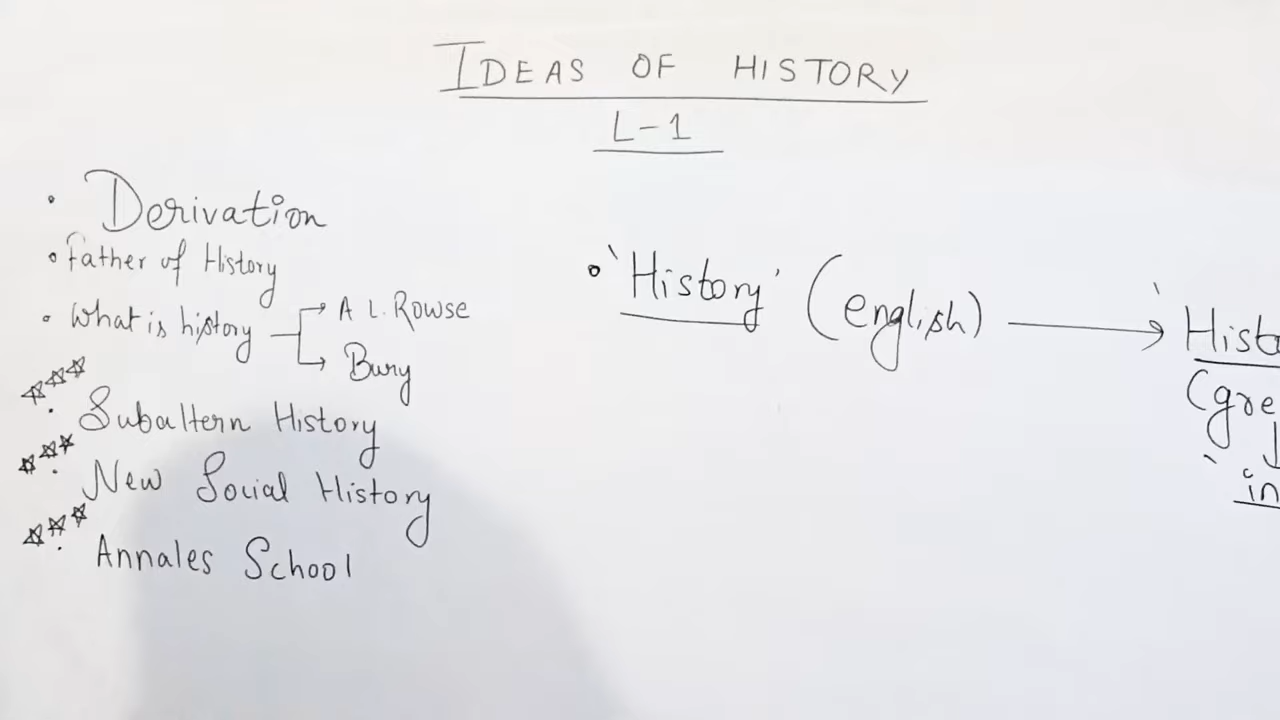 IDEAS OF HISTORY
L-1
• Derivation
• Father of History
• What is history → A L. Rowse
→ Bury
• Subaltern History
• New Social History
• Annales School
• 'History' (english) → 'Histo
(gre
↓
'in